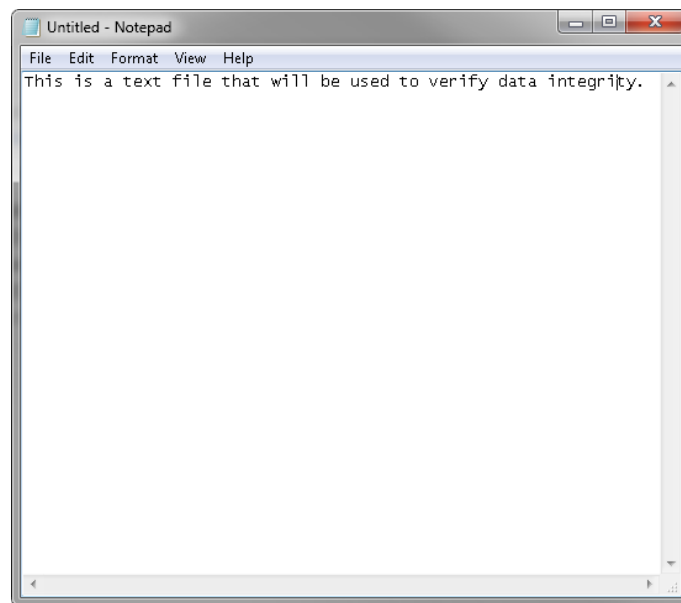 Untitled - Notepad
File Edit Format View Help
This is a text file that will be used to verify data integrity.